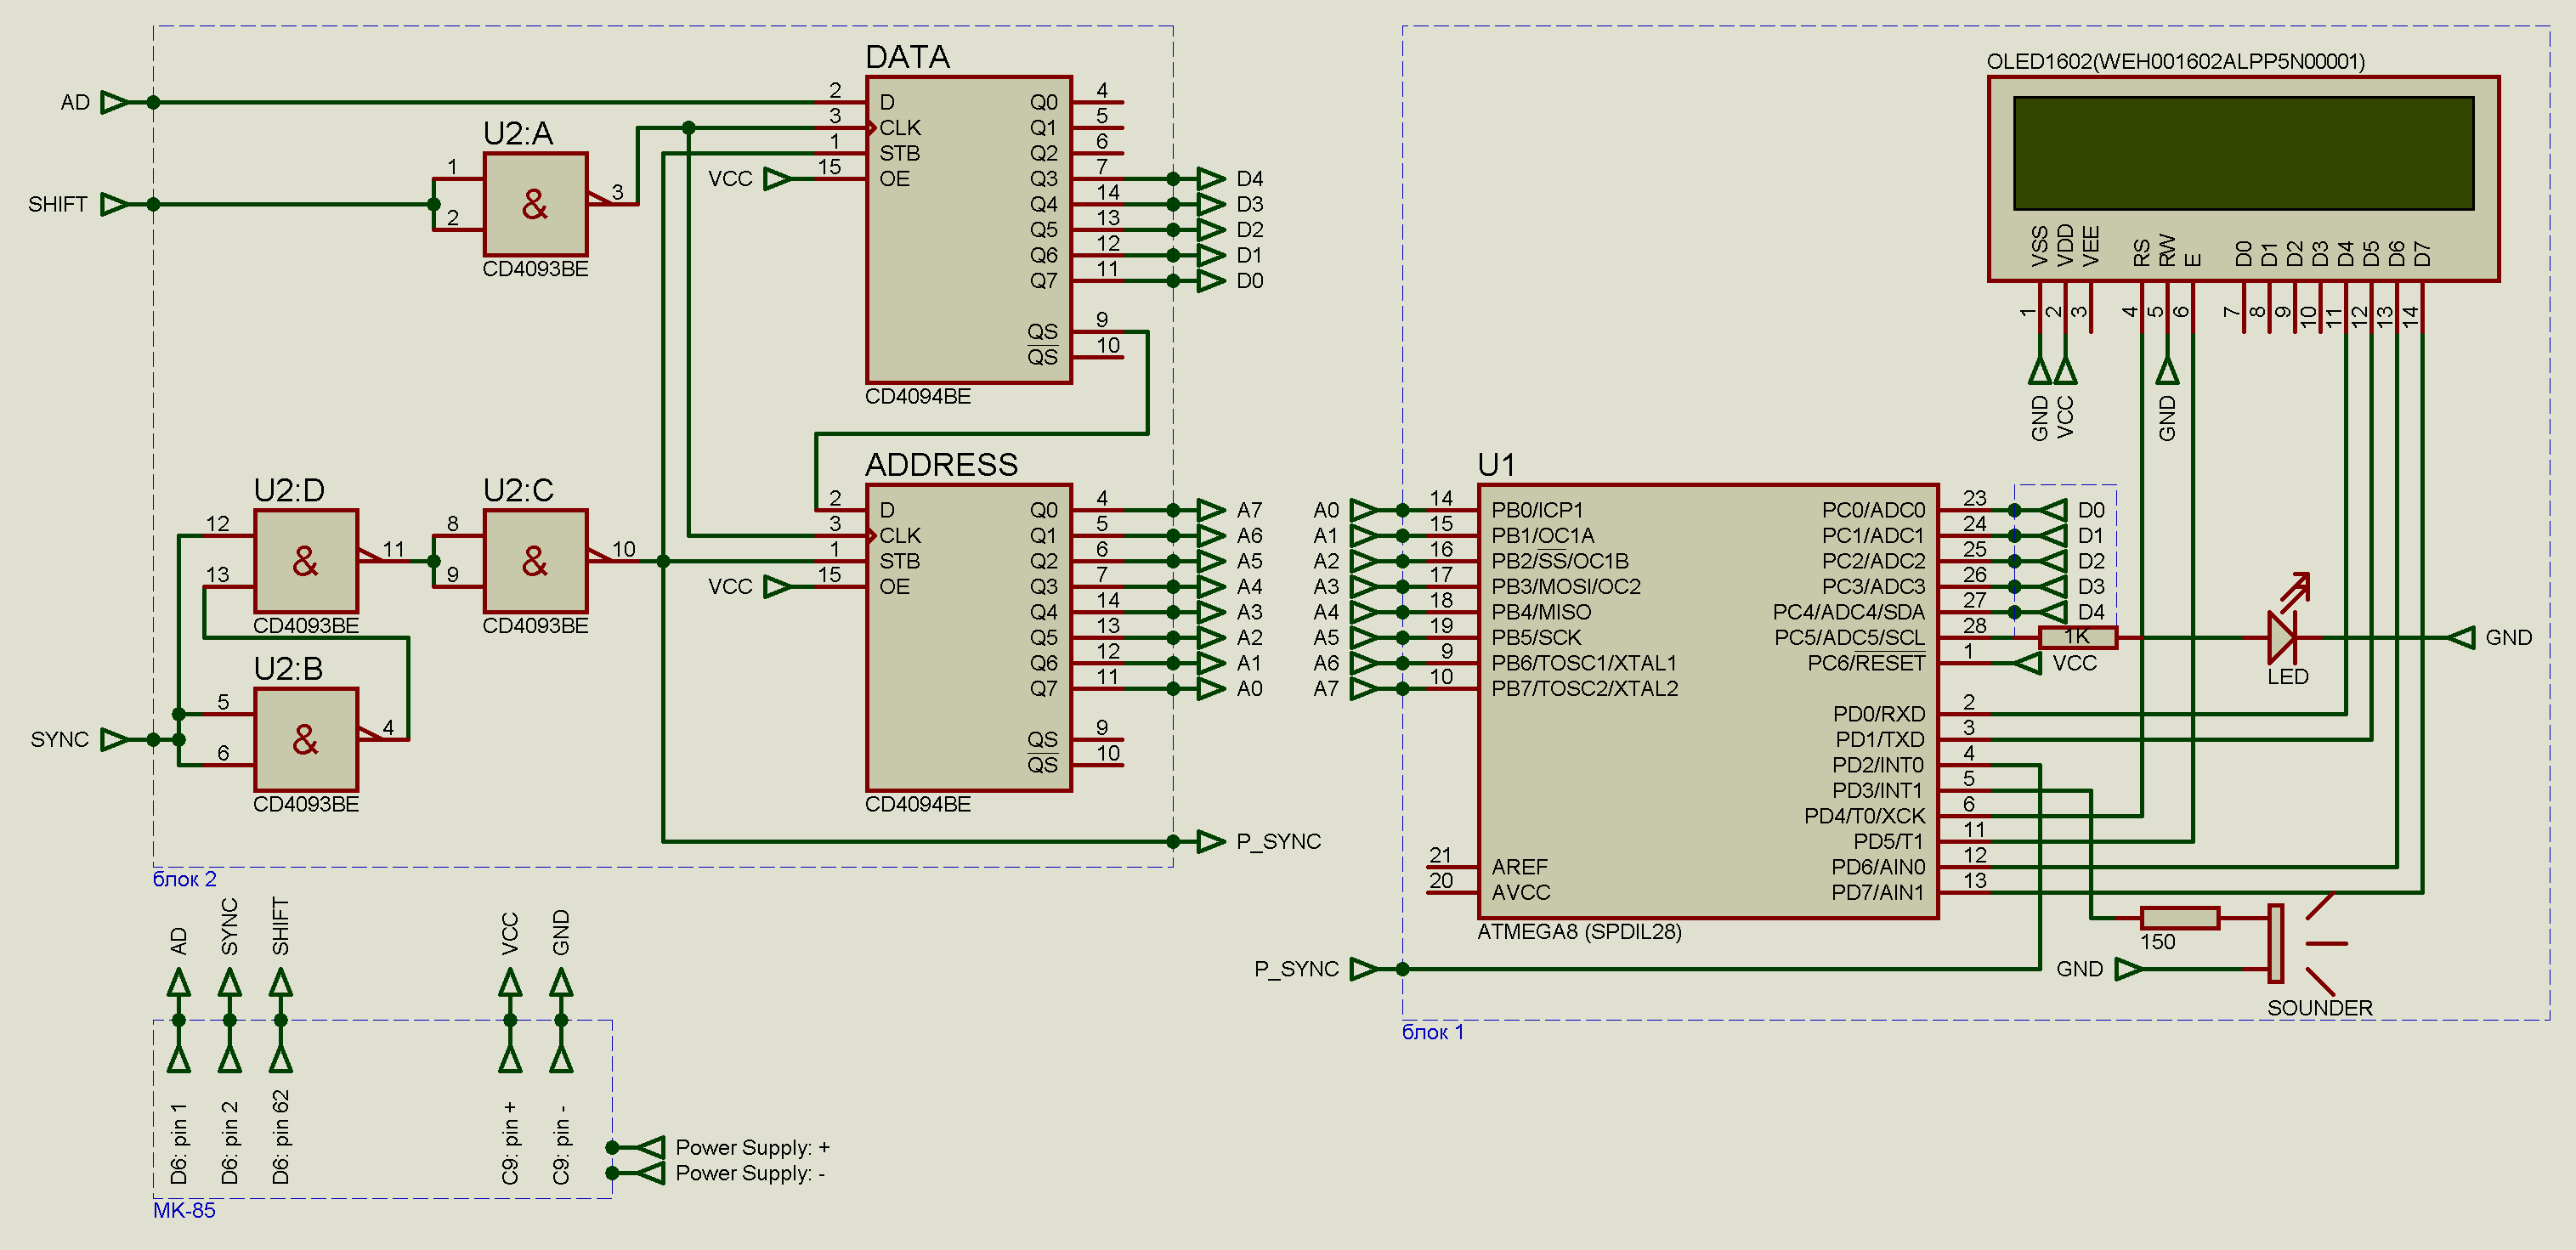 AD
SHIFT
SYNC
U2:A
1
2
&
3
CD4093BE
U2:D
12
13
&
11
CD4093BE
U2:C
8
9
&
10
CD4093BE
U2:B
5
6
&
4
CD4093BE
DATA
2 D
3 CLK
1 STB
VCC 15 OE
Q0 4
Q1 5
Q2 6
Q3 7 D4
Q4 14 D3
Q5 13 D2
Q6 12 D1
Q7 11 D0
QS 9
QS 10
CD4094BE
ADDRESS
2 D
3 CLK
1 STB
VCC 15 OE
Q0 4 A7
Q1 5 A6
Q2 6 A5
Q3 7 A4
Q4 14 A3
Q5 13 A2
Q6 12 A1
Q7 11 A0
QS 9
QS 10
CD4094BE
P_SYNC
блок 2
AD
SYNC
SHIFT
VCC
GND
D6: pin 1
D6: pin 2
D6: pin 62
C9: pin +
C9: pin -
Power Supply: +
Power Supply: -
MK-85
OLED1602(WEH001602ALPP5N00001)
VSS
VDD
VEE
RS
RW
E
D0
D1
D2
D3
D4
D5
D6
D7
1
2
3
4
5
6
7
8
9
10
11
12
13
14
GND
VCC
GND
U1
A0 14 PB0/ICP1
A1 15 PB1/OC1A
A2 16 PB2/SS/OC1B
A3 17 PB3/MOSI/OC2
A4 18 PB4/MISO
A5 19 PB5/SCK
A6 9 PB6/TOSC1/XTAL1
A7 10 PB7/TOSC2/XTAL2
21 AREF
20 AVCC
PC0/ADC0 23 D0
PC1/ADC1 24 D1
PC2/ADC2 25 D2
PC3/ADC3 26 D3
PC4/ADC4/SDA 27 D4
PC5/ADC5/SCL 28 1K
PC6/RESET 1 VCC
PD0/RXD 2
PD1/TXD 3
PD2/INT0 4
PD3/INT1 5
PD4/T0/XCK 6
PD5/T1 11
PD6/AIN0 12
PD7/AIN1 13
ATMEGA8 (SPDIL28)
LED
GND
150
GND
SOUNDER
P_SYNC
блок 1